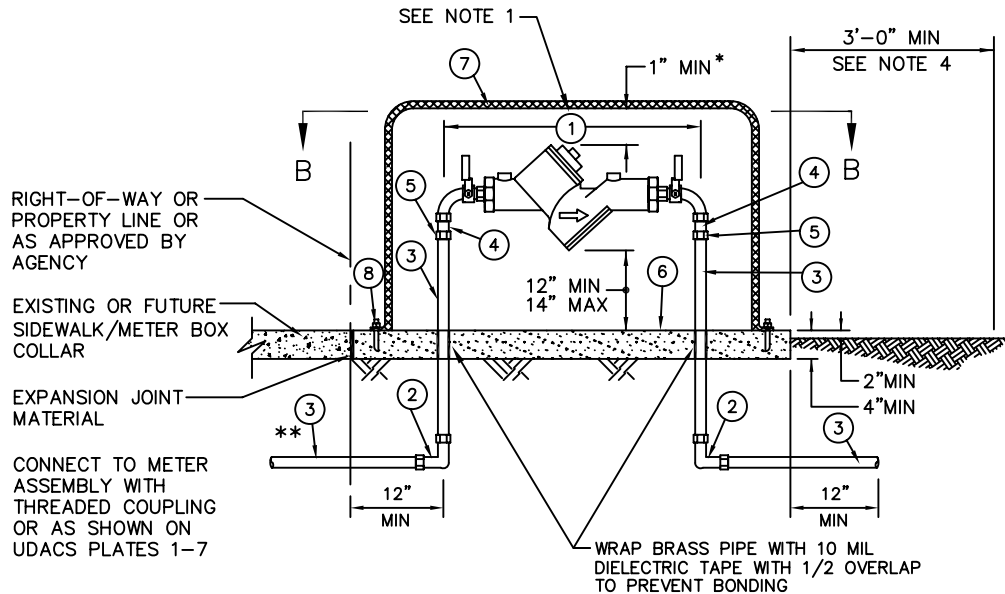 SEE NOTE 1
3'-0" MIN
SEE NOTE 4
7
1" MIN*
1
B
B
RIGHT-OF-WAY OR
PROPERTY LINE OR
AS APPROVED BY
AGENCY
5
4
4
5
3
3
8
12" MIN
14" MAX
6
EXISTING OR FUTURE
SIDEWALK/METER BOX
COLLAR
2"MIN
4"MIN
EXPANSION JOINT
MATERIAL
3
**
2
2
3
CONNECT TO METER
ASSEMBLY WITH
THREADED COUPLING
OR AS SHOWN ON
UDACS PLATES 1-7
12"
MIN
12"
MIN
WRAP BRASS PIPE WITH 10 MIL
DIELECTRIC TAPE WITH 1/2 OVERLAP
TO PREVENT BONDING